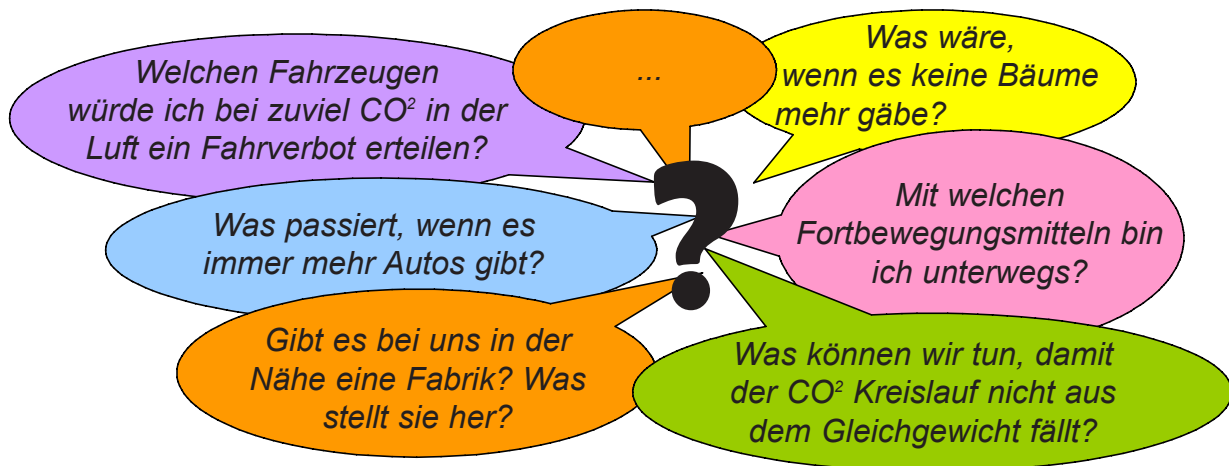 Welchen Fahrzeugen
würde ich bei zuviel CO² in der
Luft ein Fahrverbot erteilen?
...
Was wäre,
wenn es keine Bäume
mehr gäbe?
Was passiert, wenn es
immer mehr Autos gibt?
?
Mit welchen
Fortbewegungsmitteln bin
ich unterwegs?
Gibt es bei uns in der
Nähe eine Fabrik? Was
stellt sie her?
Was können wir tun, damit
der CO² Kreislauf nicht aus
dem Gleichgewicht fällt?